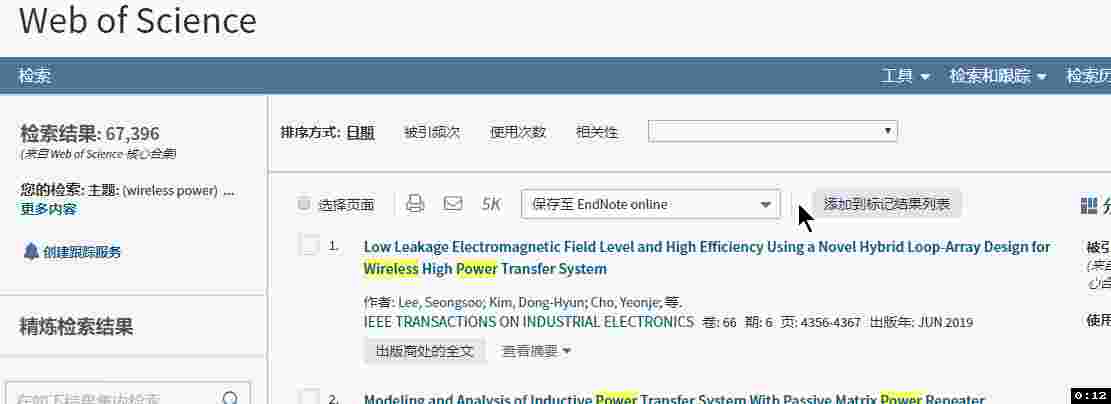 Web of Science
检索
工具
检索和跟踪
检索历
检索结果: 67,396
(来自 Web of Science 核心合集)
您的检索: 主题: (wireless power) ...
更多内容
创建跟踪服务
精炼检索结果
在如下结果集内检索
排序方式: 日期 被引频次 使用次数 相关性
选择页面 5K 保存至 EndNote online 添加到标记结果列表
1. Low Leakage Electromagnetic Field Level and High Efficiency Using a Novel Hybrid Loop-Array Design for
Wireless High Power Transfer System
作者: Lee, Seongsoo; Kim, Dong-Hyun; Cho, Yeonje; 等.
IEEE TRANSACTIONS ON INDUSTRIAL ELECTRONICS 卷: 66 期: 6 页: 4356-4367 出版年: JUN 2019
出版商处的全文 查看摘要
2. Modeling and Analysis of Inductive Power Transfer System With Passive Matrix Power Repeater
被引
(来自
心合
使用
0:12